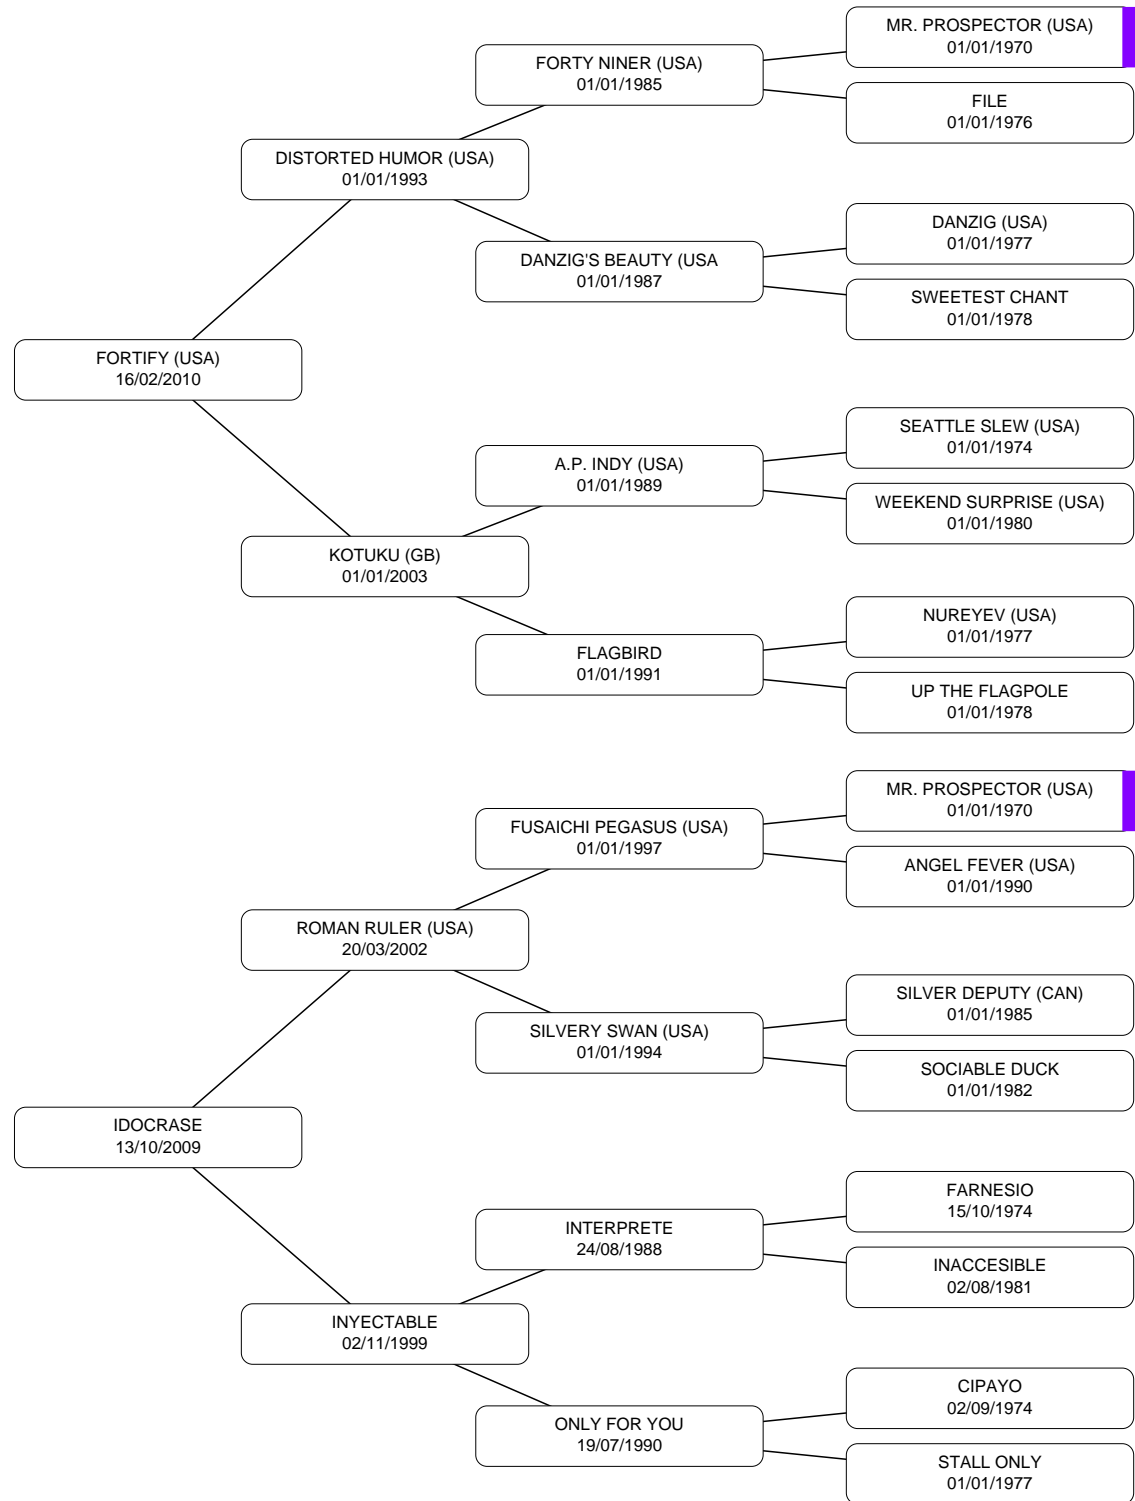 MR. PROSPECTOR (USA)
01/01/1970
FORTY NINER (USA)
01/01/1985
FILE
01/01/1976
DISTORTED HUMOR (USA)
01/01/1993
DANZIG (USA)
01/01/1977
DANZIG'S BEAUTY (USA
01/01/1987
SWEETEST CHANT
01/01/1978
FORTIFY (USA)
16/02/2010
SEATTLE SLEW (USA)
01/01/1974
A.P. INDY (USA)
01/01/1989
WEEKEND SURPRISE (USA)
01/01/1980
KOTUKU (GB)
01/01/2003
NUREYEV (USA)
01/01/1977
FLAGBIRD
01/01/1991
UP THE FLAGPOLE
01/01/1978
MR. PROSPECTOR (USA)
01/01/1970
FUSAICHI PEGASUS (USA)
01/01/1997
ANGEL FEVER (USA)
01/01/1990
ROMAN RULER (USA)
20/03/2002
SILVER DEPUTY (CAN)
01/01/1985
SILVERY SWAN (USA)
01/01/1994
SOCIABLE DUCK
01/01/1982
IDOCRASE
13/10/2009
FARNESIO
15/10/1974
INTERPRETE
24/08/1988
INACCESIBLE
02/08/1981
INYECTABLE
02/11/1999
CIPAYO
02/09/1974
ONLY FOR YOU
19/07/1990
STALL ONLY
01/01/1977